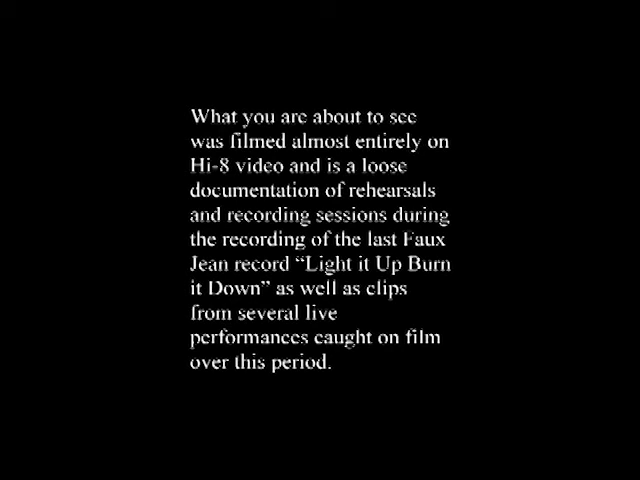 What you are about to see
was filmed almost entirely on
Hi-8 video and is a loose
documentation of rehearsals
and recording sessions during
the recording of the last Faux
Jean record “Light it Up Burn
it Down” as well as clips
from several live
performances caught on film
over this period.